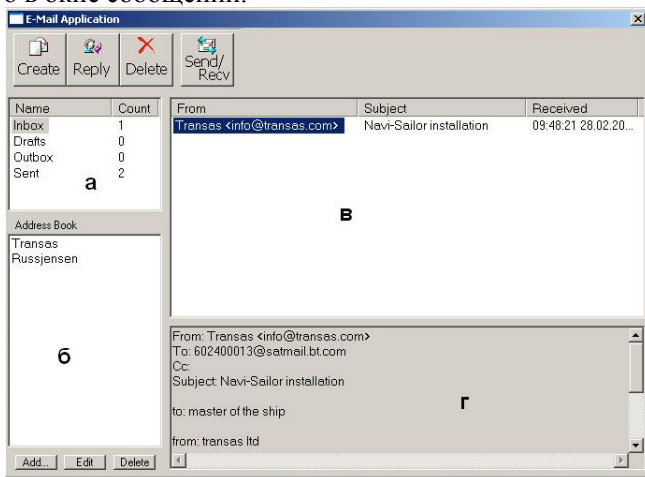 о в окне сообщений.
E-Mail Application
Create Reply Delete Send/
Recv
Name Count
Inbox 1
Drafts 0
Outbox 0
Sent 2
а
Address Book
Transas
Russjensen
б
Add... Edit Delete
From Subject Received
Transas <info@transas.com> Navi-Sailor installation 09:48:21 28.02.20...
в
From: Transas <info@transas.com>
To: 602400013@satmail.bt.com
Cc:
Subject: Navi-Sailor installation
to: master of the ship
from: transas ltd
г